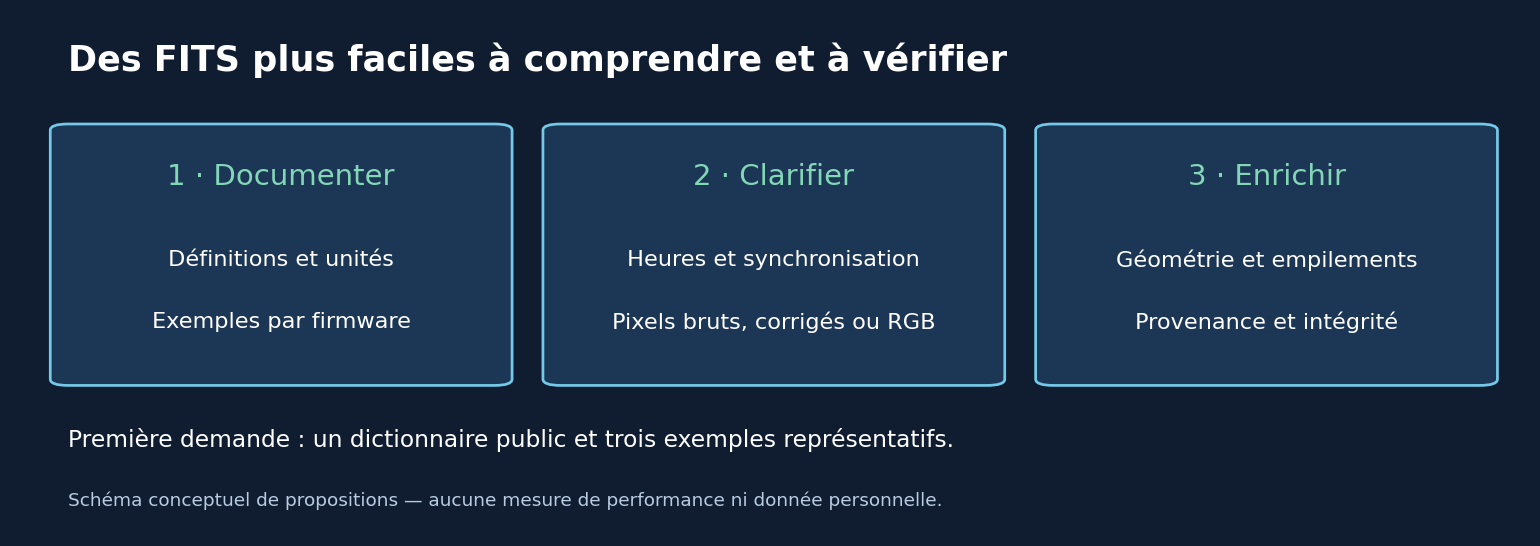 Des FITS plus faciles à comprendre et à vérifier
1 · Documenter
Définitions et unités
Exemples par firmware
2 · Clarifier
Heures et synchronisation
Pixels bruts, corrigés ou RGB
3 · Enrichir
Géométrie et empilements
Provenance et intégrité
Première demande : un dictionnaire public et trois exemples représentatifs.
Schéma conceptuel de propositions — aucune mesure de performance ni donnée personnelle.